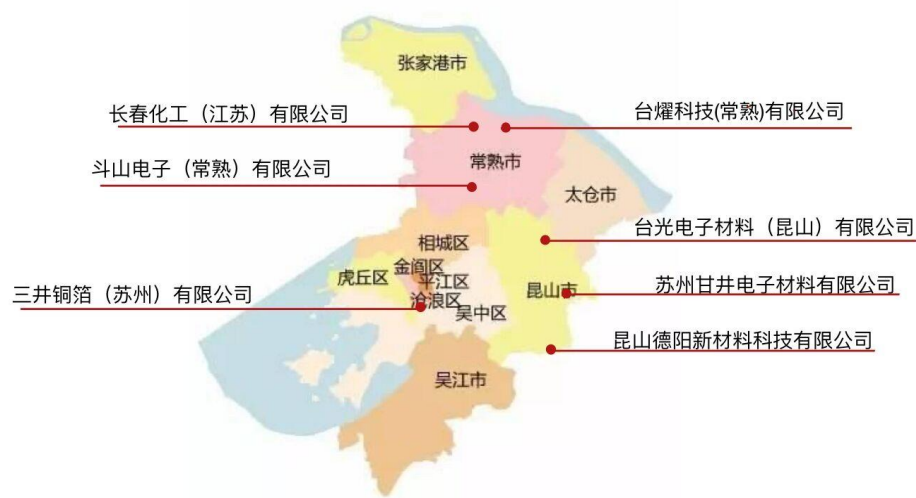 张家港市
长春化工（江苏）有限公司
台燿科技(常熟)有限公司
斗山电子（常熟）有限公司
常熟市
太仓市
台光电子材料（昆山）有限公司
相城区
金阊区
虎丘区
平江区
苏州甘井电子材料有限公司
三井铜箔（苏州）有限公司
沧浪区
昆山市
吴中区
昆山德阳新材料科技有限公司
吴江市